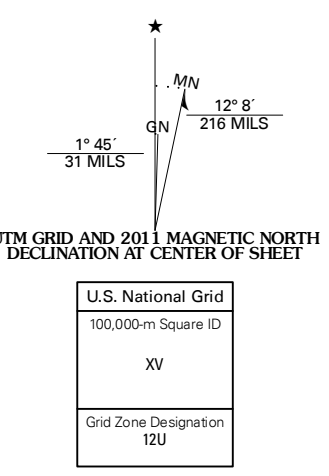 ★
MN
GN
12° 8´
216 MILS
1° 45´
31 MILS
UTM GRID AND 2011 MAGNETIC NORTH
DECLINATION AT CENTER OF SHEET
U.S. National Grid
100,000-m Square ID
XV
Grid Zone Designation
12U